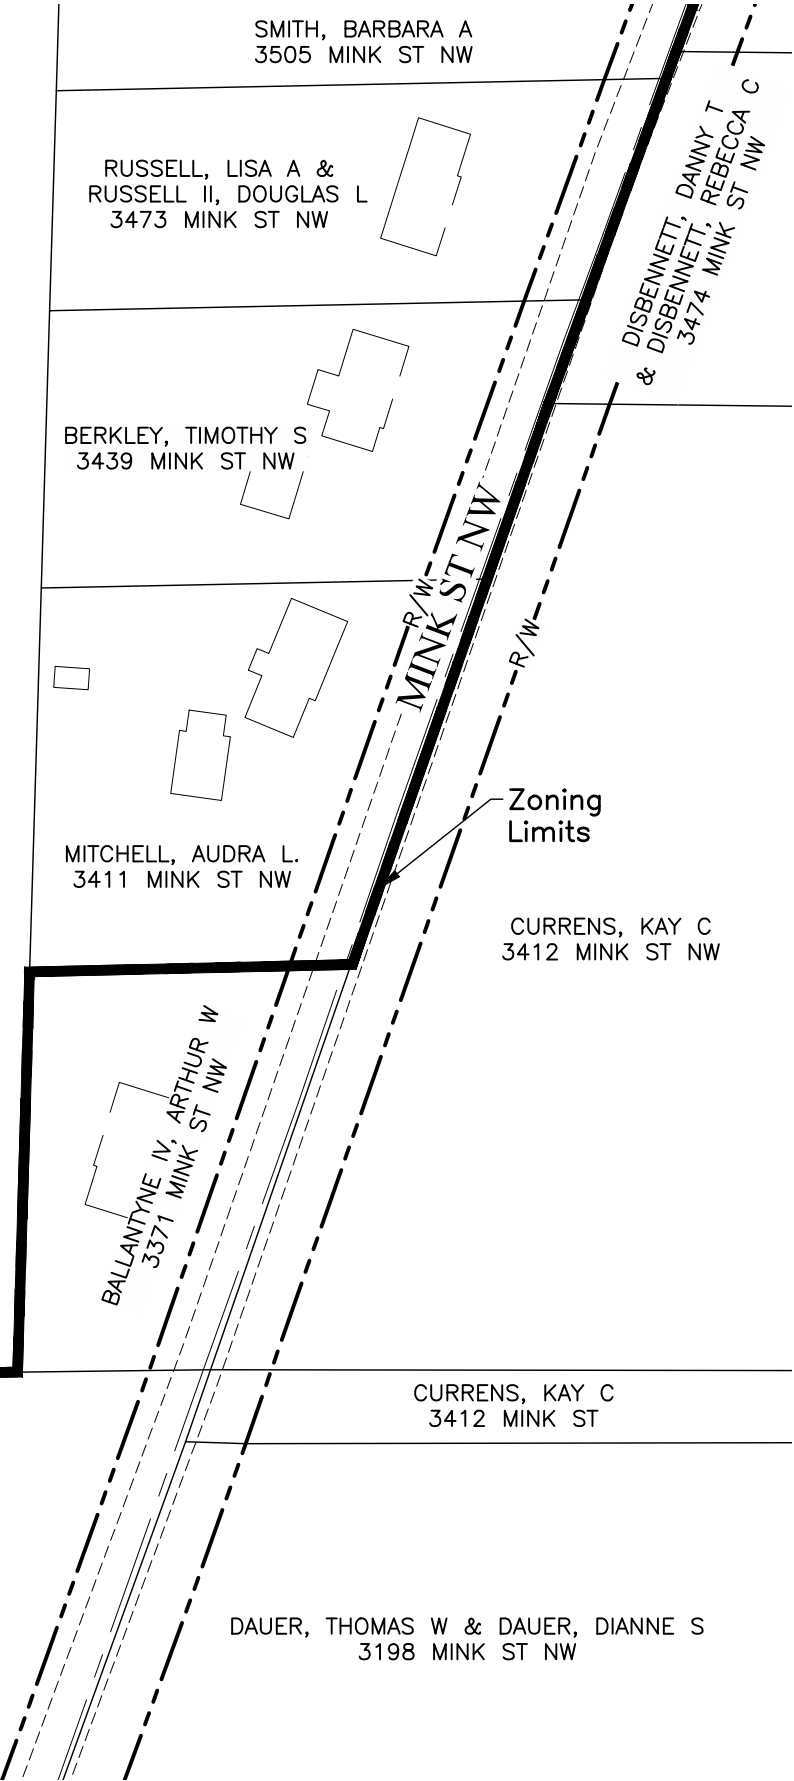 SMITH, BARBARA A
3505 MINK ST NW
DISBENNETT, DANNY T
& DISBENNETT, REBECCA C
3474 MINK ST NW
RUSSELL, LISA A &
RUSSELL II, DOUGLAS L
3473 MINK ST NW
BERKLEY, TIMOTHY S
3439 MINK ST NW
R/W
MINK ST NW
R/W
Zoning
Limits
MITCHELL, AUDRA L.
3411 MINK ST NW
CURRENS, KAY C
3412 MINK ST NW
BALLANTYNE IV, ARTHUR W
3371 MINK ST NW
CURRENS, KAY C
3412 MINK ST
DAUER, THOMAS W & DAUER, DIANNE S
3198 MINK ST NW